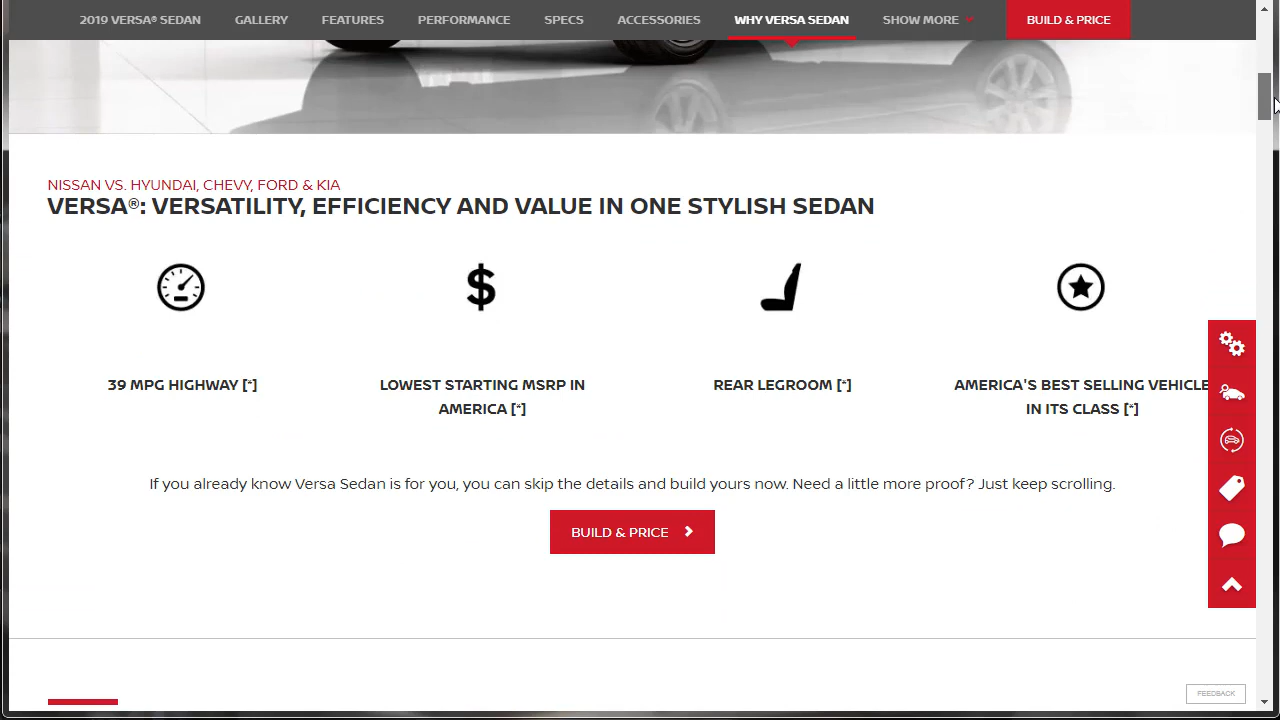 2019 VERSA® SEDAN GALLERY FEATURES PERFORMANCE SPECS ACCESSORIES WHY VERSA SEDAN SHOW MORE BUILD & PRICE
NISSAN VS. HYUNDAI, CHEVY, FORD & KIA
VERSA®: VERSATILITY, EFFICIENCY AND VALUE IN ONE STYLISH SEDAN
39 MPG HIGHWAY [*]
LOWEST STARTING MSRP IN
AMERICA [*]
REAR LEGROOM [*]
AMERICA'S BEST SELLING VEHICLE
IN ITS CLASS [*]
If you already know Versa Sedan is for you, you can skip the details and build yours now. Need a little more proof? Just keep scrolling.
BUILD & PRICE
FEEDBACK